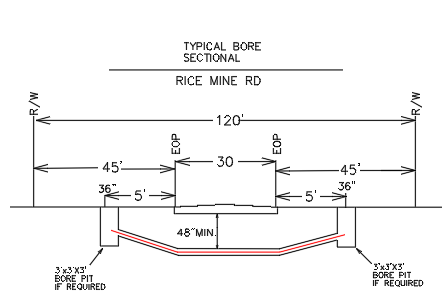 TYPICAL BORE
SECTIONAL
RICE MINE RD
R/W
R/W
120'
EOP
EOP
45'
30
45'
36"
5'
5'
36"
48"MIN.
3'x3'X3'
BORE PIT
IF REQUIRED
3'x3'X3'
BORE PIT
IF REQUIRED